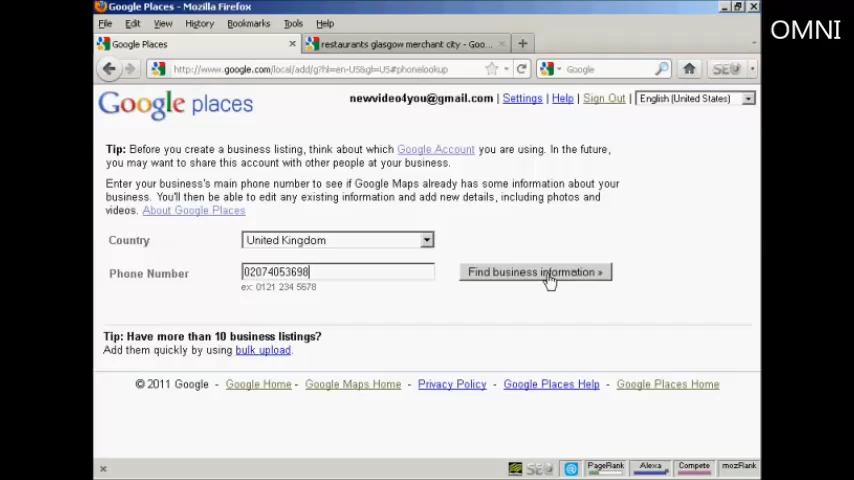 Google Places - Mozilla Firefox
OMNI
File Edit View History Bookmarks Tools Help
Google Places
restaurants glasgow merchant city - Goo...
http://www.google.com/local/add/g?hl=en-US&gl=US#phonelookup
Google
SEO
Google places
newvideo4you@gmail.com | Settings | Help | Sign Out | English (United States)
Tip: Before you create a business listing, think about which Google Account you are using. In the future,
you may want to share this account with other people at your business.
Enter your business's main phone number to see if Google Maps already has some information about your
business. You'll then be able to edit any existing information and add new details, including photos and
videos. About Google Places
Country United Kingdom
Phone Number 02074053698 Find business information »
ex: 0121 234 5678
Tip: Have more than 10 business listings?
Add them quickly by using bulk upload.
© 2011 Google - Google Home - Google Maps Home - Privacy Policy - Google Places Help - Google Places Home
SEO PageRank Alexa Compete mozRank